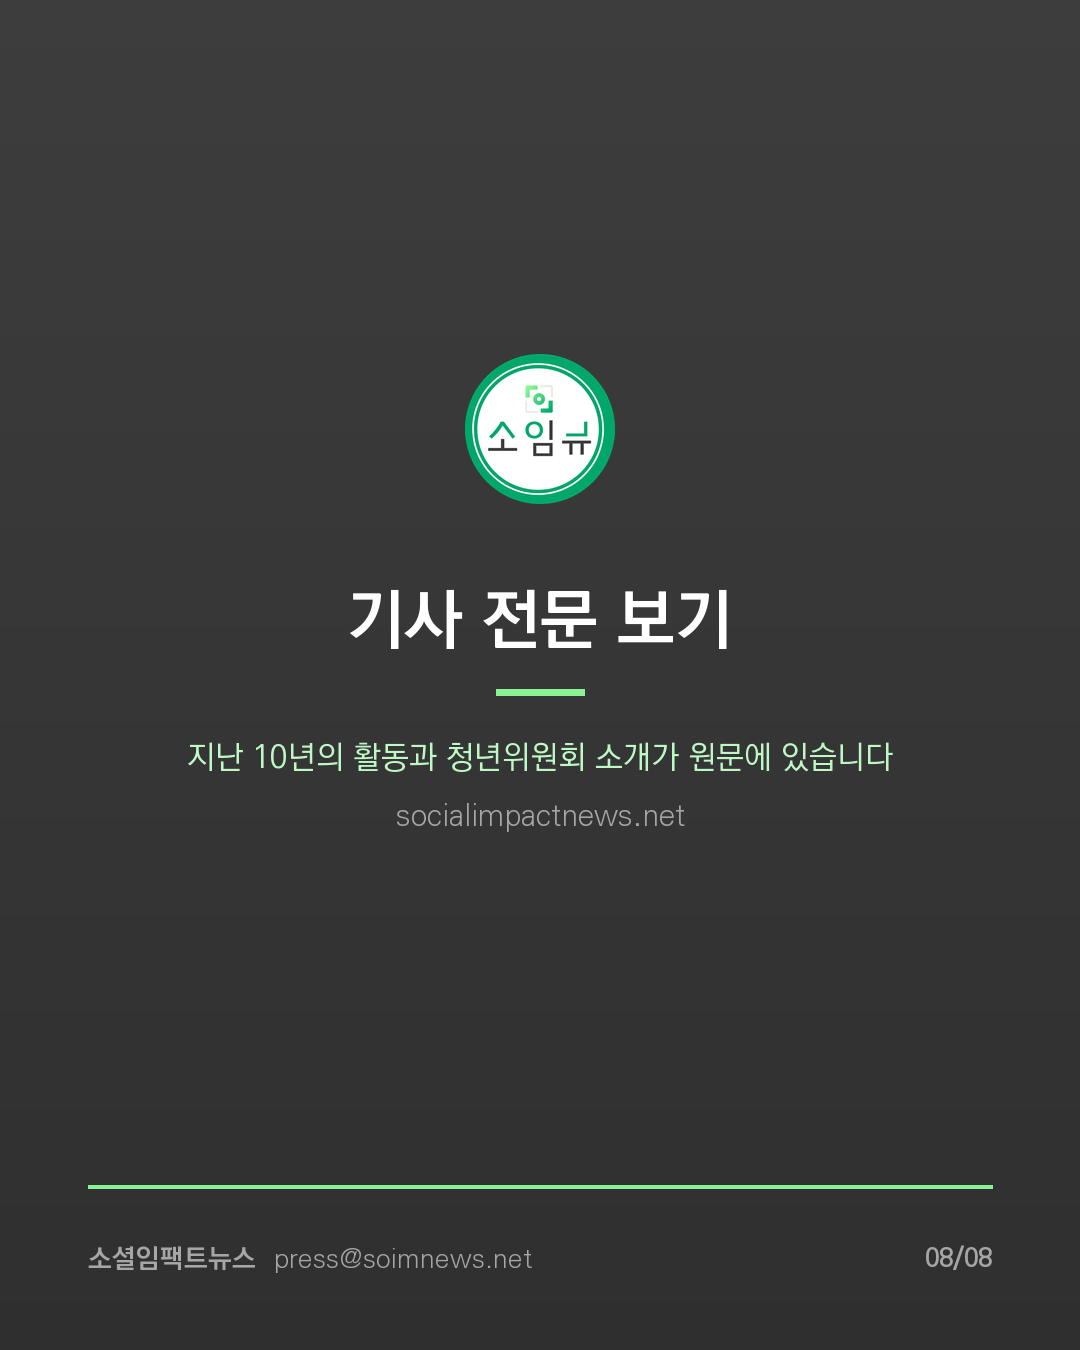 소임뉴
기사 전문 보기
지난 10년의 활동과 청년위원회 소개가 원문에 있습니다
socialimpactnews.net
소셜임팩트뉴스 press@soimnews.net
08/08